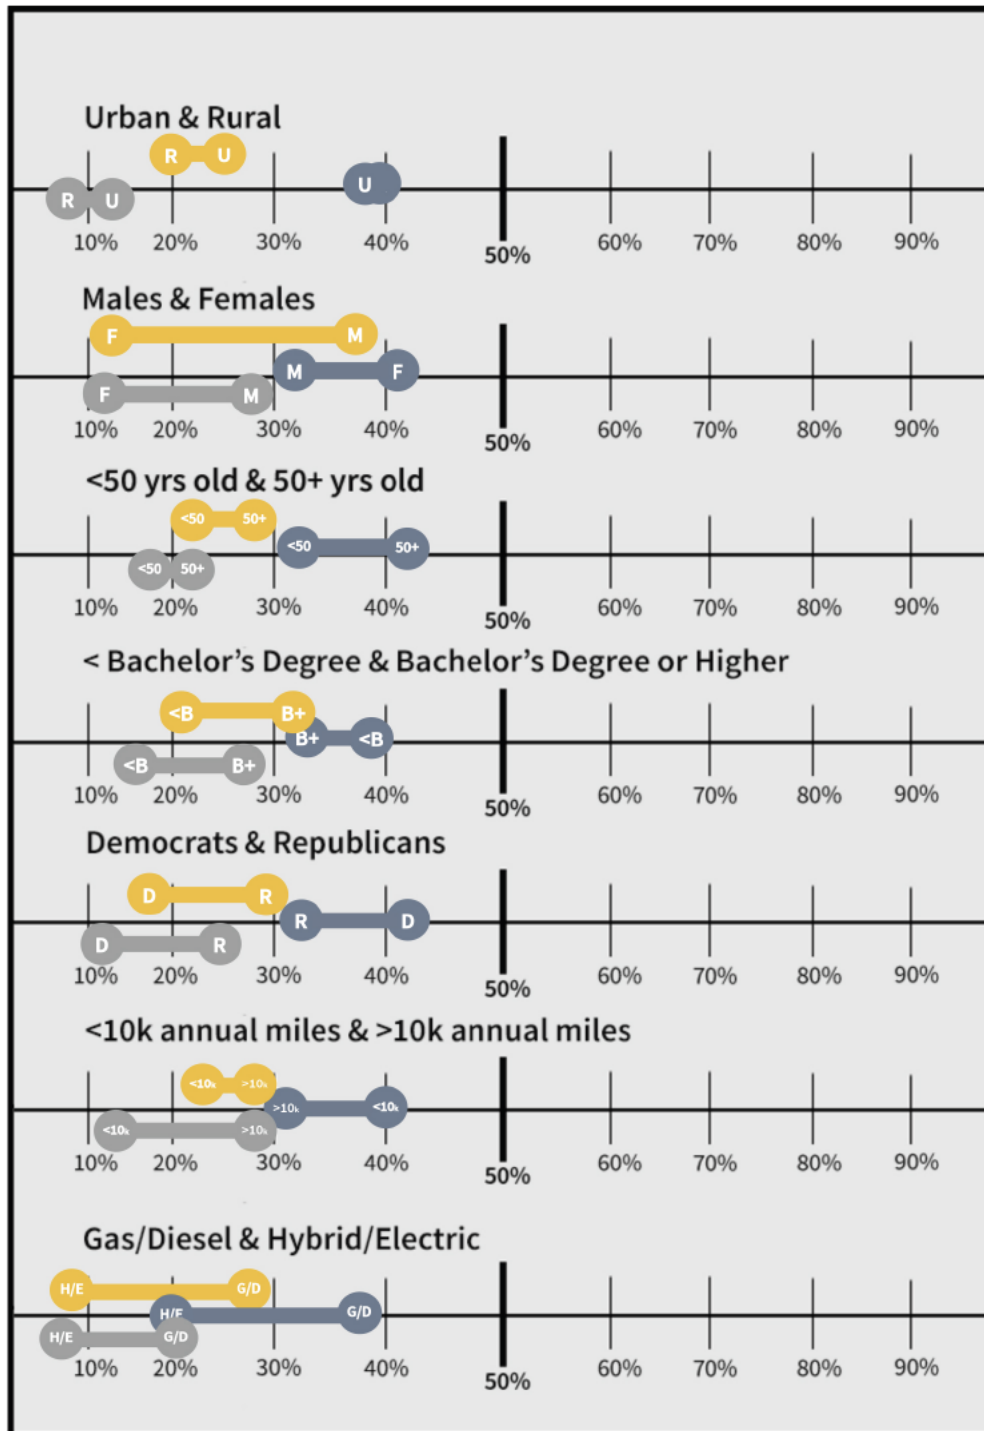 Urban & Rural
R U
U
R U
10% 20% 30% 40% 50% 60% 70% 80% 90%
Males & Females
F M
M F
F M
10% 20% 30% 40% 50% 60% 70% 80% 90%
<50 yrs old & 50+ yrs old
<50 50+
<50 50+
<50 50+
10% 20% 30% 40% 50% 60% 70% 80% 90%
< Bachelor's Degree & Bachelor's Degree or Higher
<B B+
B+ <B
<B B+
10% 20% 30% 40% 50% 60% 70% 80% 90%
Democrats & Republicans
D R
R D
D R
10% 20% 30% 40% 50% 60% 70% 80% 90%
<10k annual miles & >10k annual miles
<10k >10k
>10k <10k
<10k >10k
10% 20% 30% 40% 50% 60% 70% 80% 90%
Gas/Diesel & Hybrid/Electric
H/E G/D
H/E G/D
H/E G/D
10% 20% 30% 40% 50% 60% 70% 80% 90%